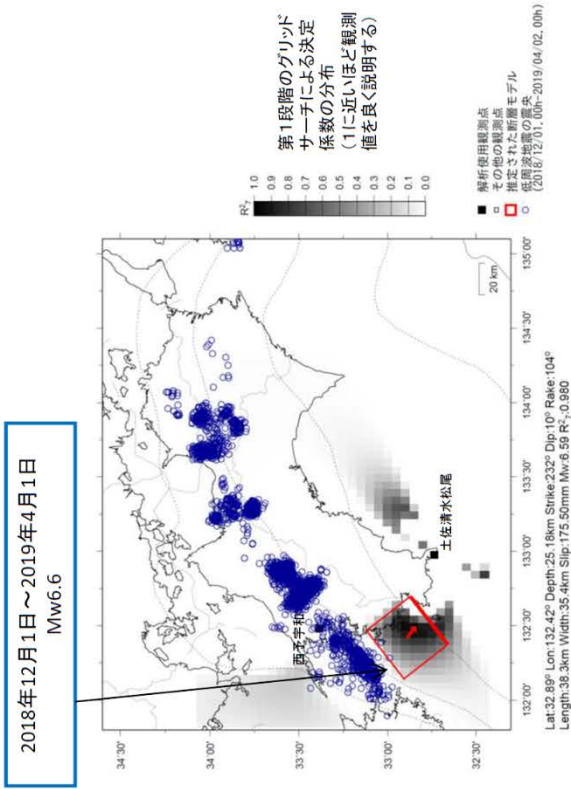 2018年12月1日～2019年4月1日
Mw6.6
34˚30'
34˚00'
33˚30'
33˚00'
32˚30'
132˚00'
132˚30'
133˚00'
133˚30'
134˚00'
134˚30'
135˚00'
西予宇和
土佐清水松尾
20 km
R²₇
1.0
0.9
0.8
0.7
0.6
0.5
0.4
0.3
0.2
0.1
0.0
第1段階のグリッド
サーチによる決定
係数の分布
(1に近いほど観測
値を良く説明する)
解析使用観測点
その他の観測点
推定された断層モデル
低周波地震の震央
(2018/12/01,00h-2019/04/02,00h)
Lat:32.89° Lon:132.42° Depth:25.18km Strike:232° Dip:10° Rake:104°
Length:38.3km Width:35.4km Slip:175.50mm Mw:6.59 R²₇:0.980